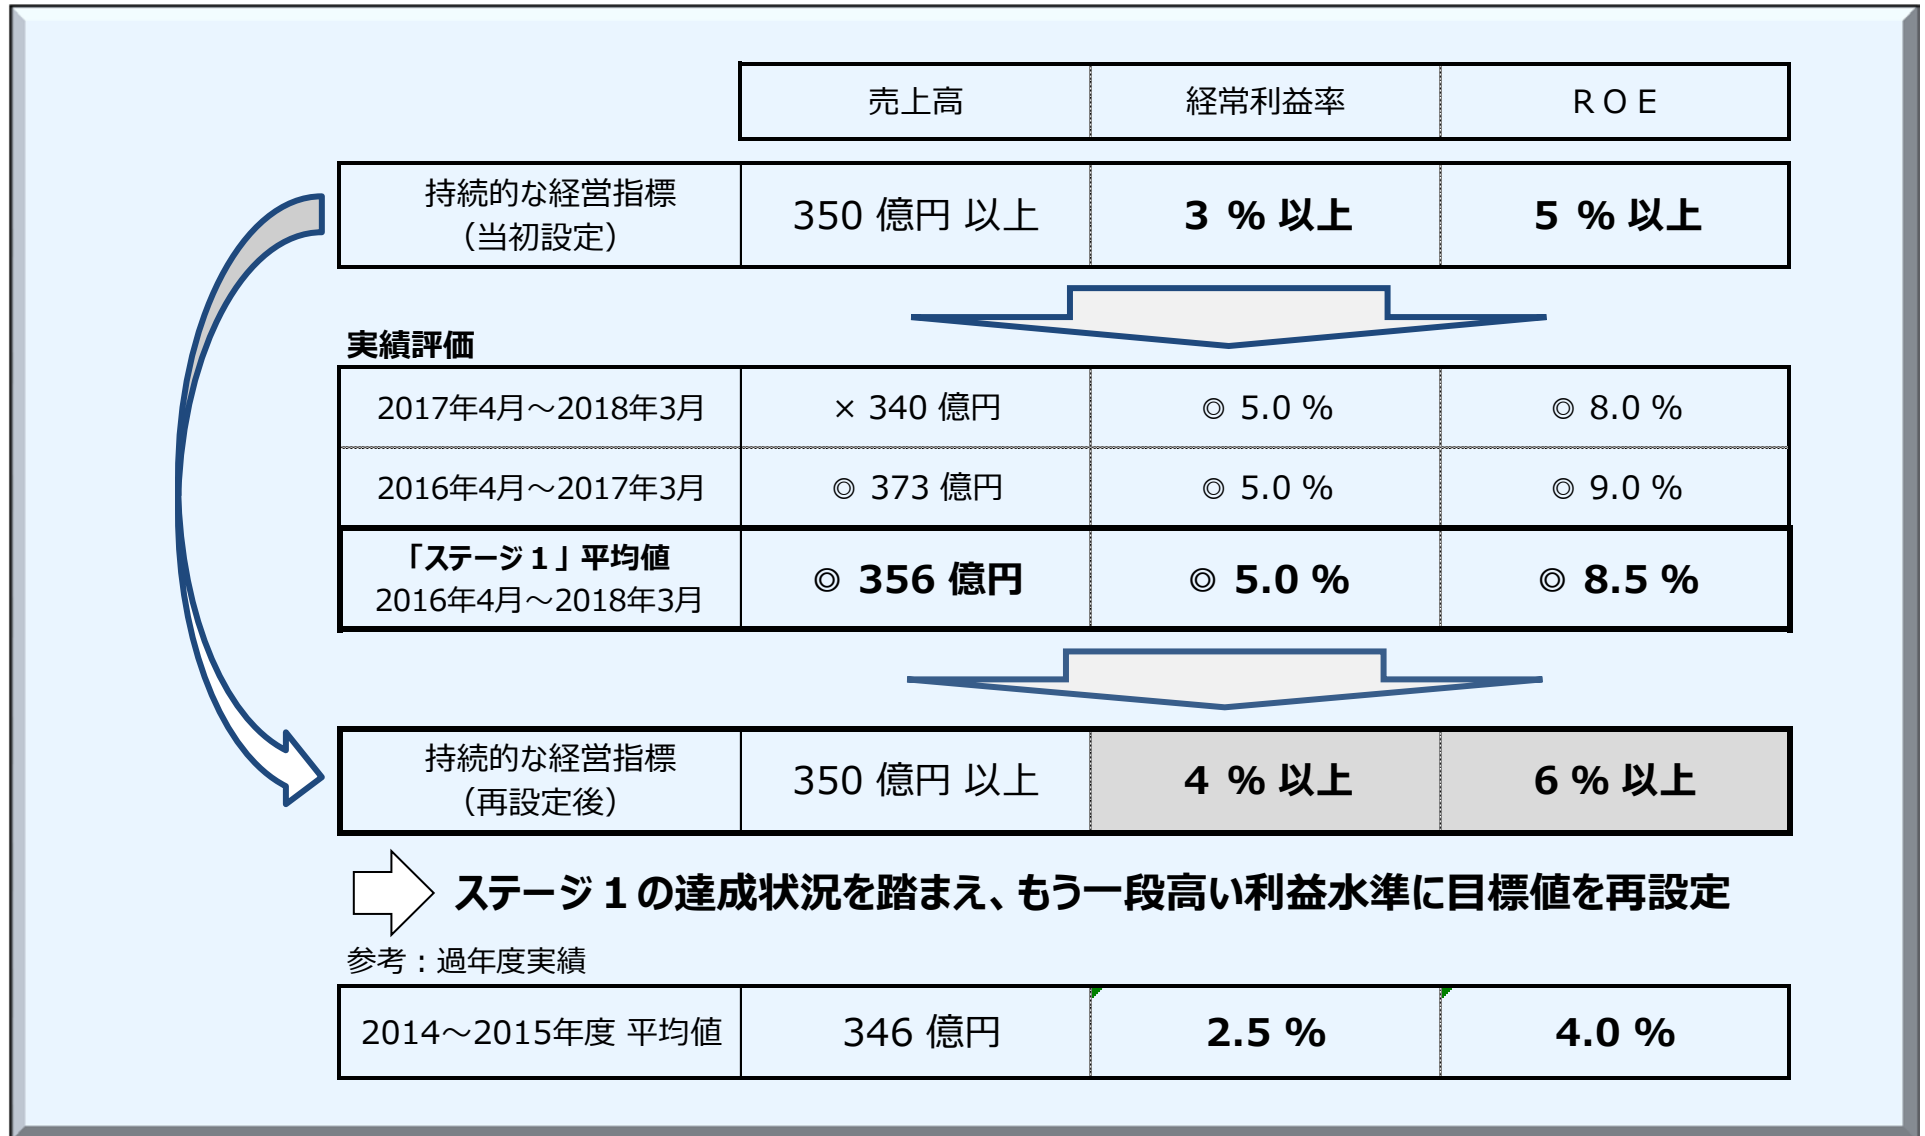 売上高 経常利益率 ＲＯＥ
持続的な経営指標
（当初設定） 350 億円 以上 3 % 以上 5 % 以上
実績評価
2017年4月～2018年3月 × 340 億円 ◎ 5.0 % ◎ 8.0 %
2016年4月～2017年3月 ◎ 373 億円 ◎ 5.0 % ◎ 9.0 %
「ステージ１」平均値
2016年4月～2018年3月 ◎ 356 億円 ◎ 5.0 % ◎ 8.5 %
持続的な経営指標
（再設定後） 350 億円 以上 4 % 以上 6 % 以上
ステージ１の達成状況を踏まえ、もう一段高い利益水準に目標値を再設定
参考：過年度実績
2014～2015年度 平均値 346 億円 2.5 % 4.0 %